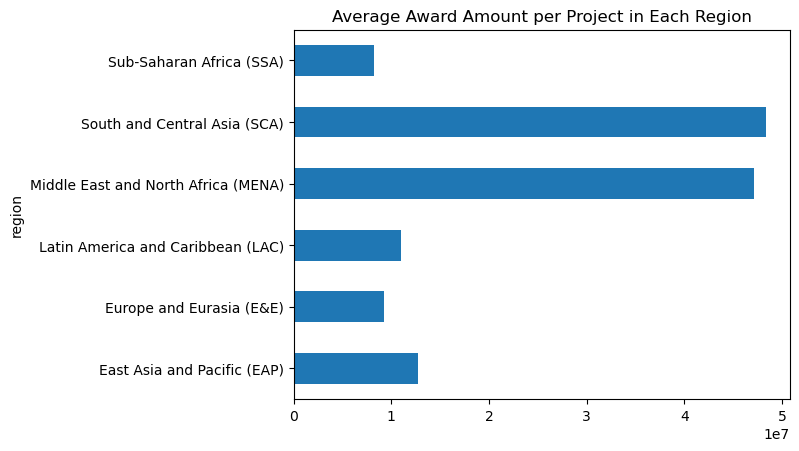 Average Award Amount per Project in Each Region
Sub-Saharan Africa (SSA)
South and Central Asia (SCA)
Middle East and North Africa (MENA)
Latin America and Caribbean (LAC)
Europe and Eurasia (E&E)
East Asia and Pacific (EAP)
region
0 1 2 3 4 5
1e7